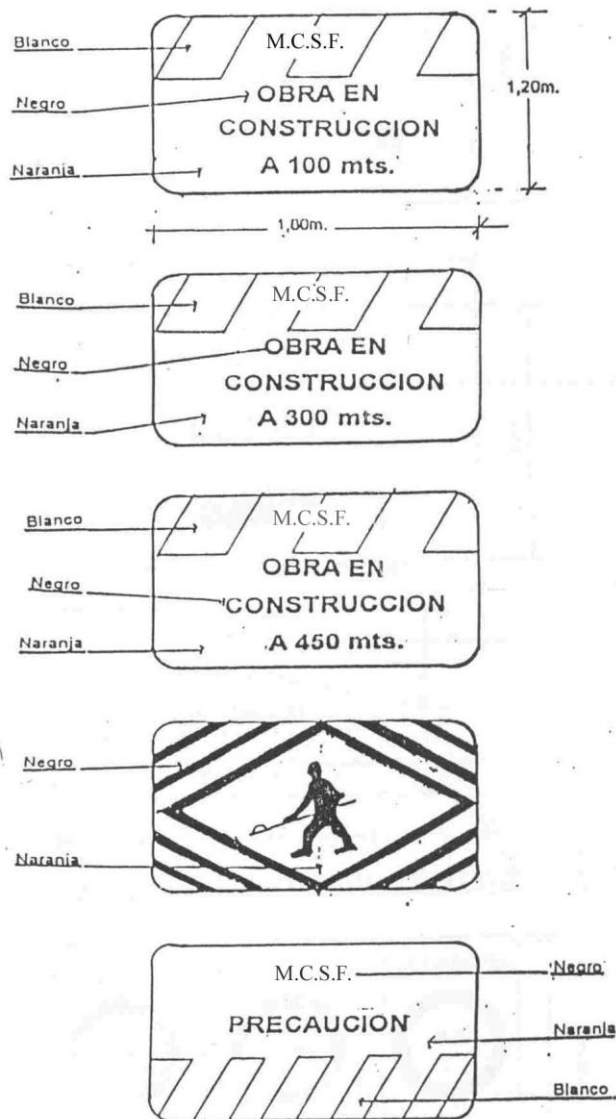 Blanco
M.C.S.F.
Negro
OBRA EN
CONSTRUCCION
Naranja
A 100 mts.
1,20m.
1,00m.
Blanco
M.C.S.F.
Negro
OBRA EN
CONSTRUCCION
Naranja
A 300 mts.
Blanco
M.C.S.F.
Negro
OBRA EN
CONSTRUCCION
Naranja
A 450 mts.
Negro
Naranja
M.C.S.F.
Negro
PRECAUCION
Naranja
Blanco